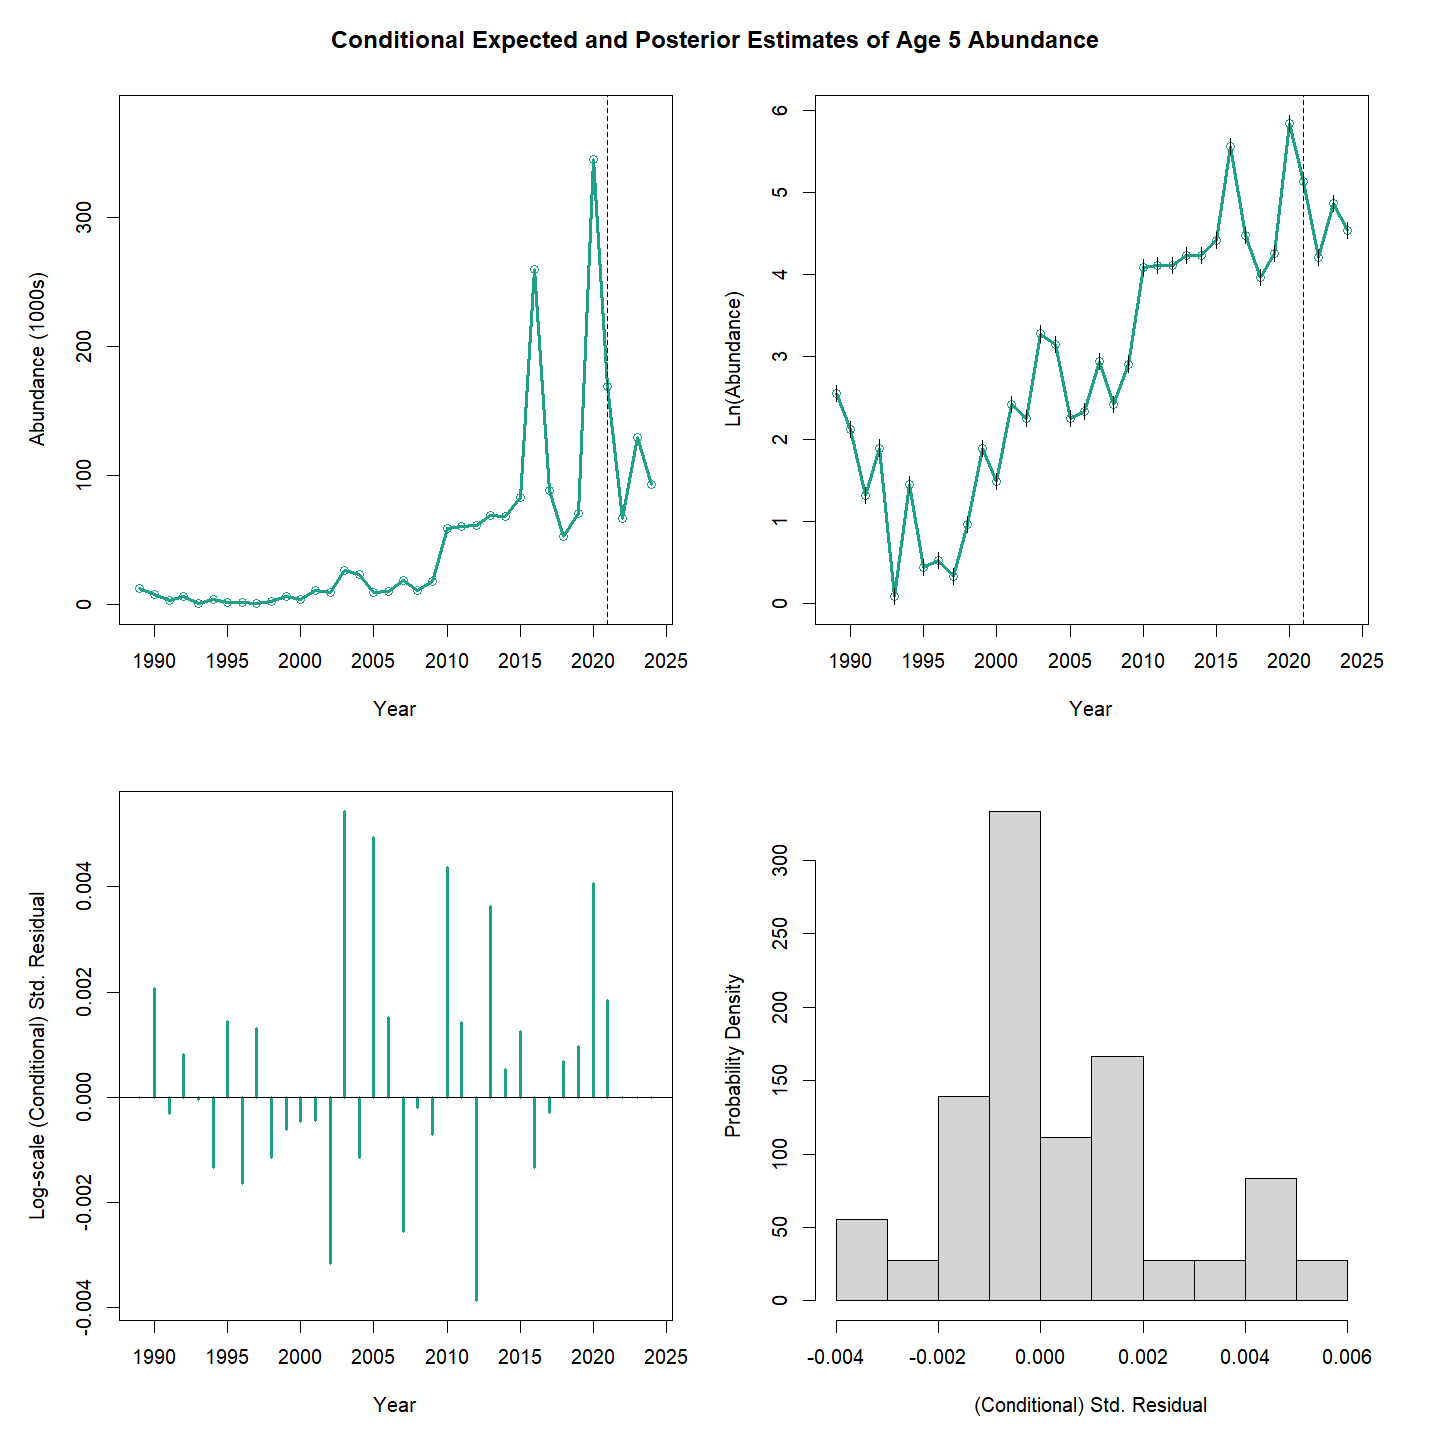 Conditional Expected and Posterior Estimates of Age 5 Abundance
Abundance (1000s)
300
200
100
0
1990 1995 2000 2005 2010 2015 2020 2025
Year
Ln(Abundance)
6
5
4
3
2
1
0
1990 1995 2000 2005 2010 2015 2020 2025
Year
Log-scale (Conditional) Std. Residual
0.004
0.002
0.000
-0.002
-0.004
1990 1995 2000 2005 2010 2015 2020 2025
Year
Probability Density
300
250
200
150
100
50
0
-0.004 -0.002 0.000 0.002 0.004 0.006
(Conditional) Std. Residual